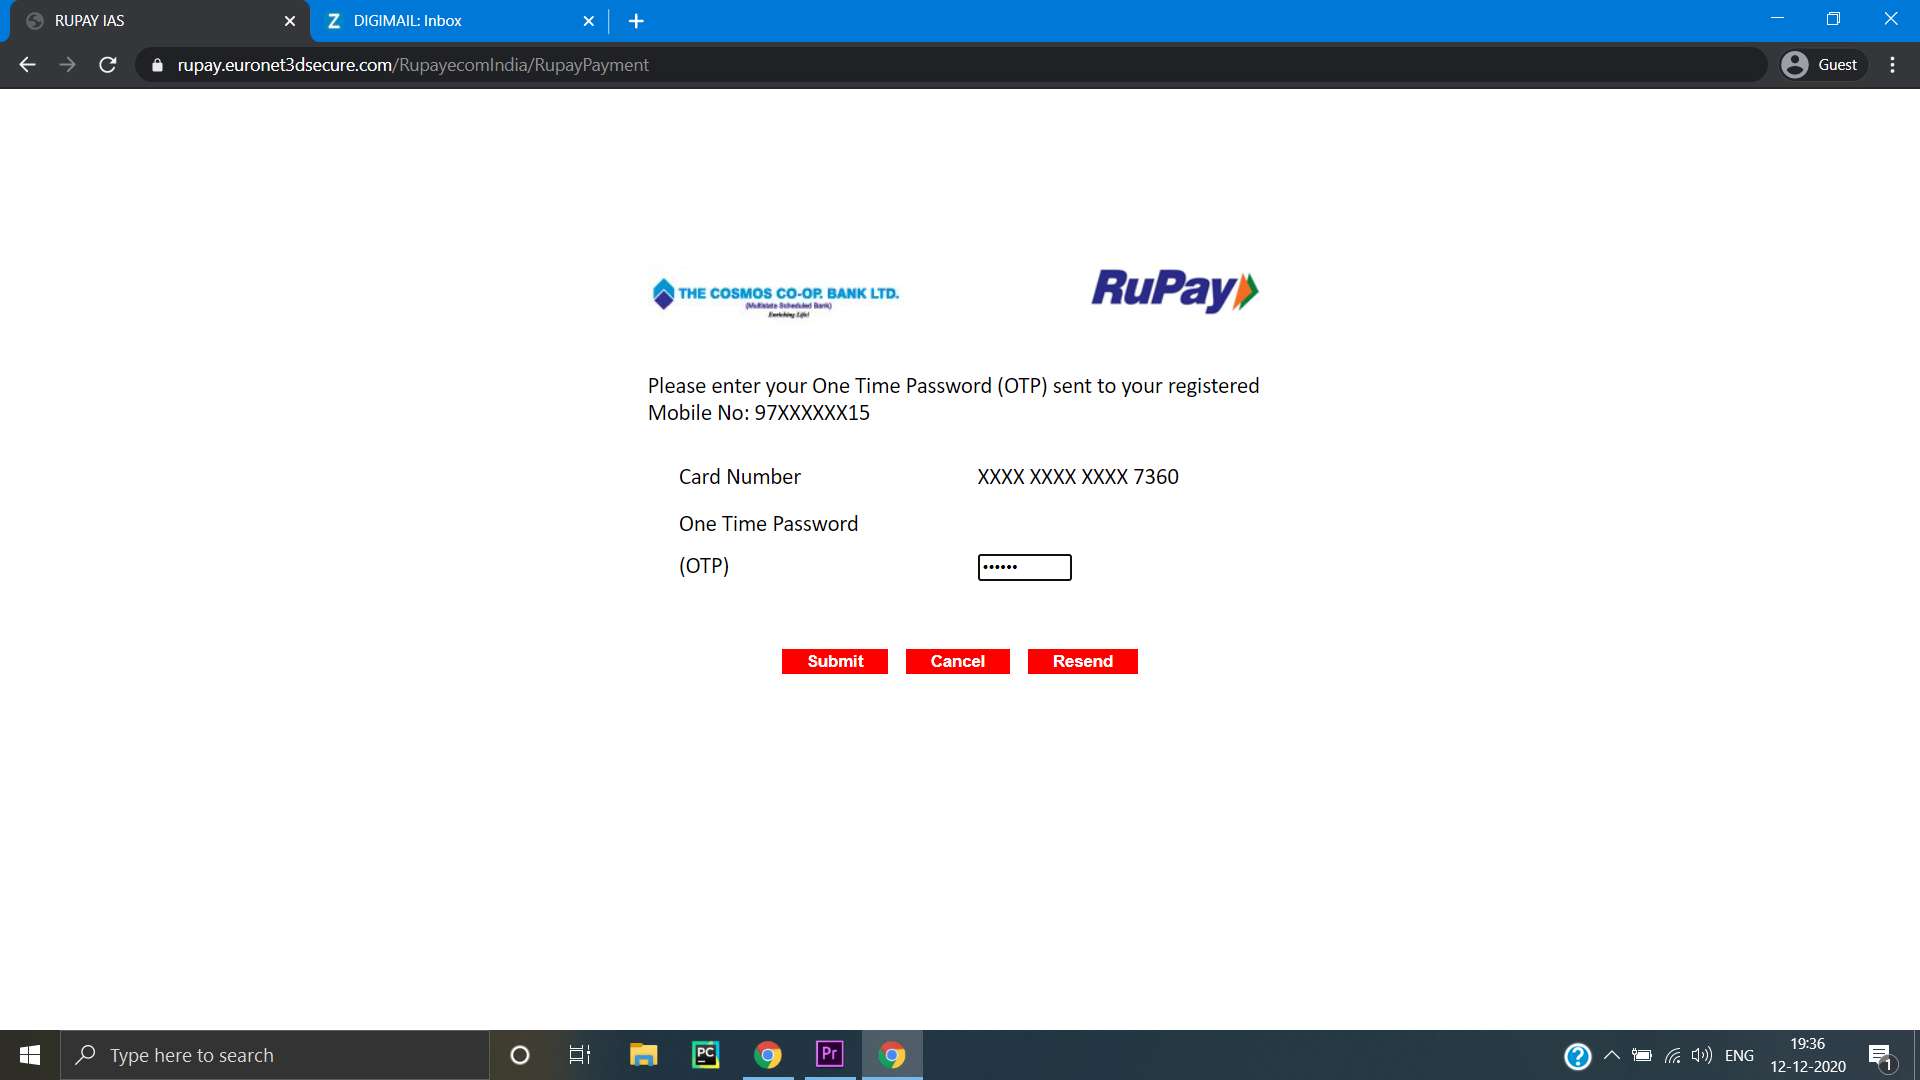 RUPAY IAS
DIGIMAIL: Inbox
rupay.euronet3dsecure.com/RupayecomIndia/RupayPayment
Guest
THE COSMOS CO-OP. BANK LTD.
(Multistate Scheduled Bank)
Enriching Life!
RuPay
Please enter your One Time Password (OTP) sent to your registered
Mobile No: 97XXXXXX15
Card Number XXXX XXXX XXXX 7360
One Time Password
(OTP) ••••••
Submit Cancel Resend
Type here to search
PC
Pr
ENG
19:36
12-12-2020
1